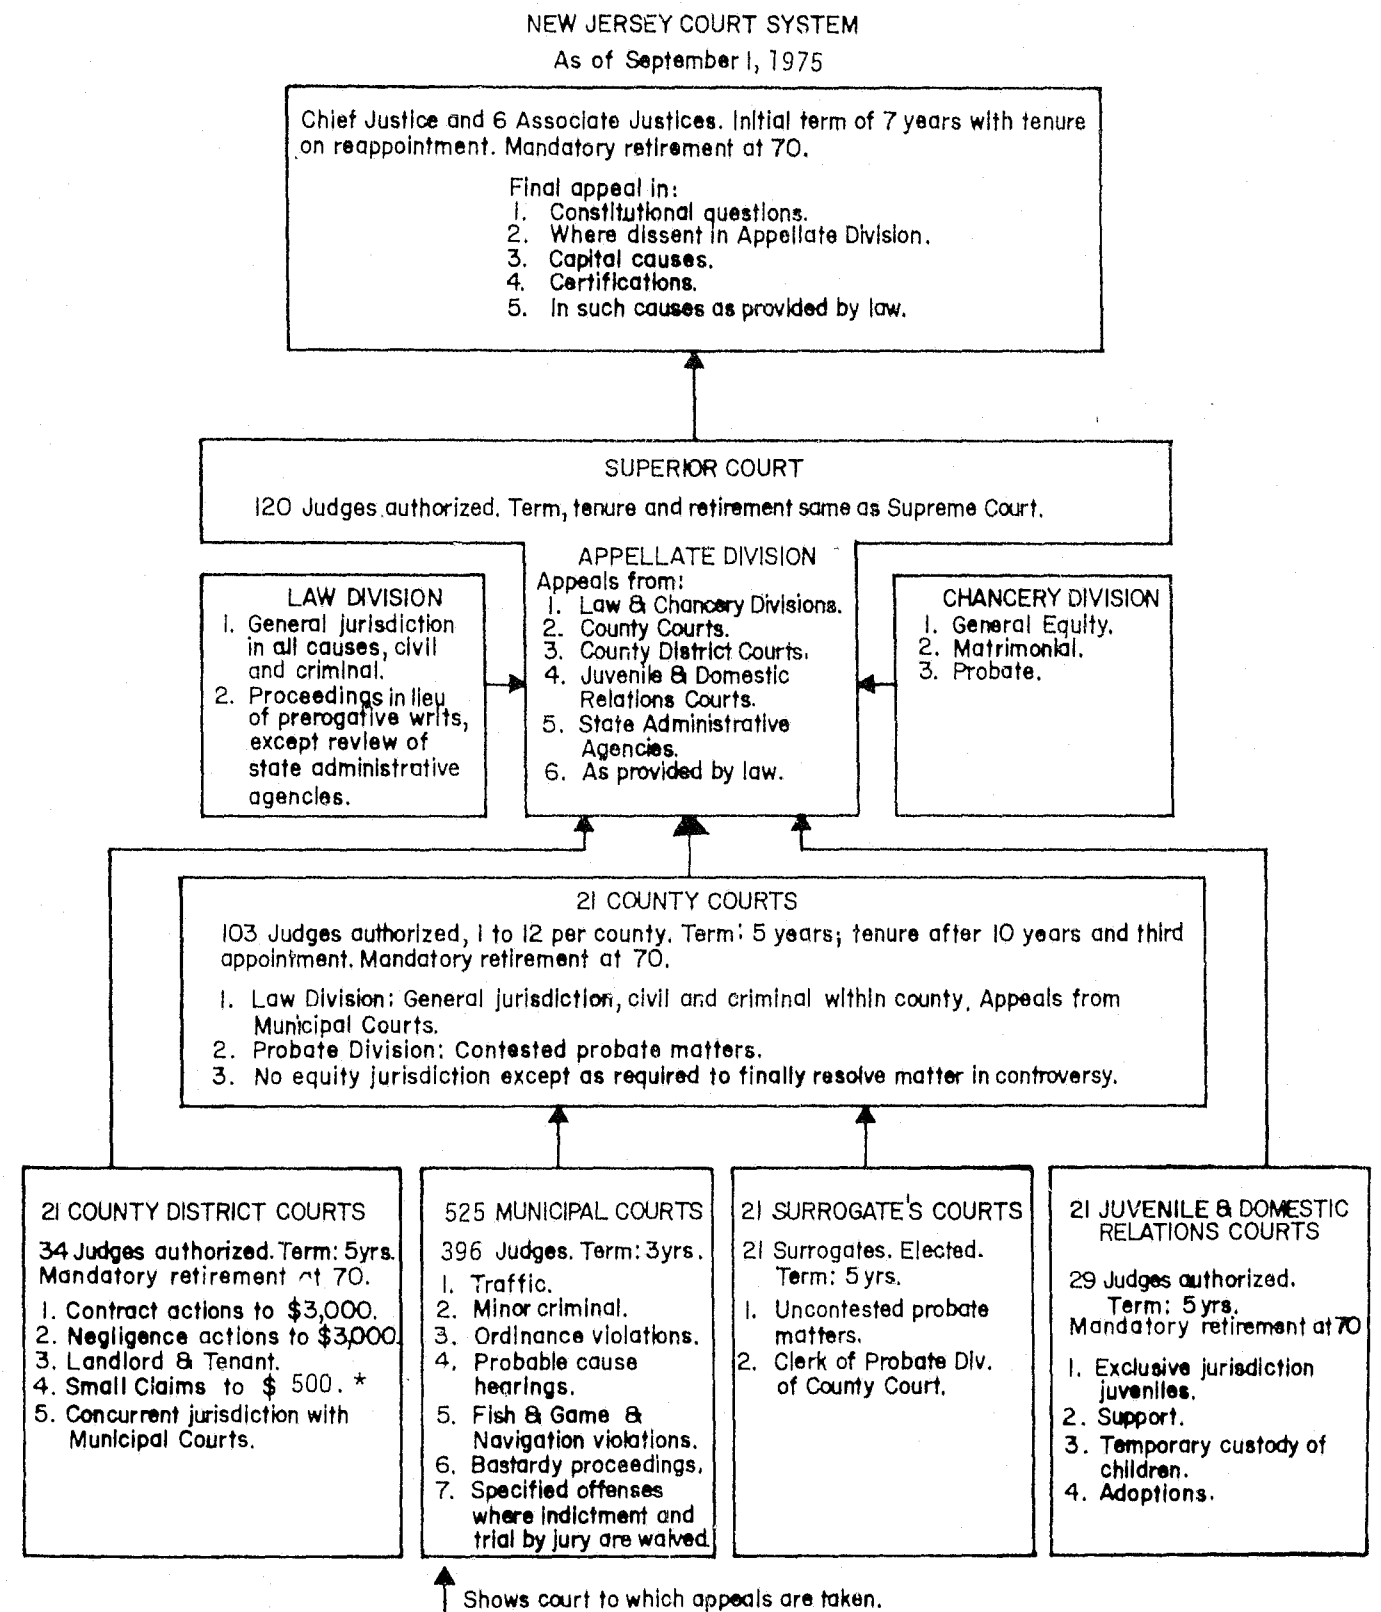 NEW JERSEY COURT SYSTEM
As of September 1, 1975
Chief Justice and 6 Associate Justices. Initial term of 7 years with tenure
on reappointment. Mandatory retirement at 70.
Final appeal in:
1. Constitutional questions.
2. Where dissent in Appellate Division.
3. Capital causes.
4. Certifications.
5. In such causes as provided by law.
SUPERIOR COURT
120 Judges authorized. Term, tenure and retirement same as Supreme Court.
LAW DIVISION
1. General jurisdiction
in all causes, civil
and criminal.
2. Proceedings in lieu
of prerogative writs,
except review of
state administrative
agencies.
APPELLATE DIVISION
Appeals from:
1. Law & Chancery Divisions.
2. County Courts.
3. County District Courts.
4. Juvenile & Domestic
Relations Courts.
5. State Administrative
Agencies.
6. As provided by law.
CHANCERY DIVISION
1. General Equity.
2. Matrimonial.
3. Probate.
21 COUNTY COURTS
103 Judges authorized, 1 to 12 per county. Term: 5 years; tenure after 10 years and third
appointment. Mandatory retirement at 70.
1. Law Division: General jurisdiction, civil and criminal within county. Appeals from
Municipal Courts.
2. Probate Division: Contested probate matters.
3. No equity jurisdiction except as required to finally resolve matter in controversy.
21 COUNTY DISTRICT COURTS
34 Judges authorized. Term: 5yrs.
Mandatory retirement at 70.
1. Contract actions to $3,000.
2. Negligence actions to $3,000.
3. Landlord & Tenant.
4. Small Claims to $ 500. *
5. Concurrent jurisdiction with
Municipal Courts.
525 MUNICIPAL COURTS
396 Judges. Term: 3yrs.
1. Traffic.
2. Minor criminal.
3. Ordinance violations.
4. Probable cause
hearings.
5. Fish & Game &
Navigation violations.
6. Bastardy proceedings.
7. Specified offenses
where indictment and
trial by jury are waived.
21 SURROGATE'S COURTS
21 Surrogates. Elected.
Term: 5 yrs.
1. Uncontested probate
matters.
2. Clerk of Probate Div.
of County Court.
21 JUVENILE & DOMESTIC
RELATIONS COURTS
29 Judges authorized.
Term: 5 yrs.
Mandatory retirement at 70
1. Exclusive jurisdiction
juveniles.
2. Support.
3. Temporary custody of
children.
4. Adoptions.
Shows court to which appeals are taken.